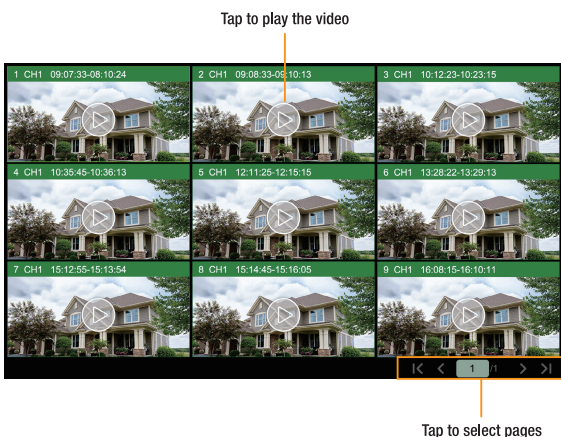 Tap to play the video
1 CH1 09:07:33-08:10:24
2 CH1 09:08:33-09:10:13
3 CH1 10:12:23-10:23:15
4 CH1 10:35:45-10:36:13
5 CH1 12:11:25-12:15:15
6 CH1 13:28:22-13:29:13
7 CH1 15:12:55-15:13:54
8 CH1 15:14:45-15:16:05
9 CH1 16:08:15-16:10:11
1 /1
Tap to select pages